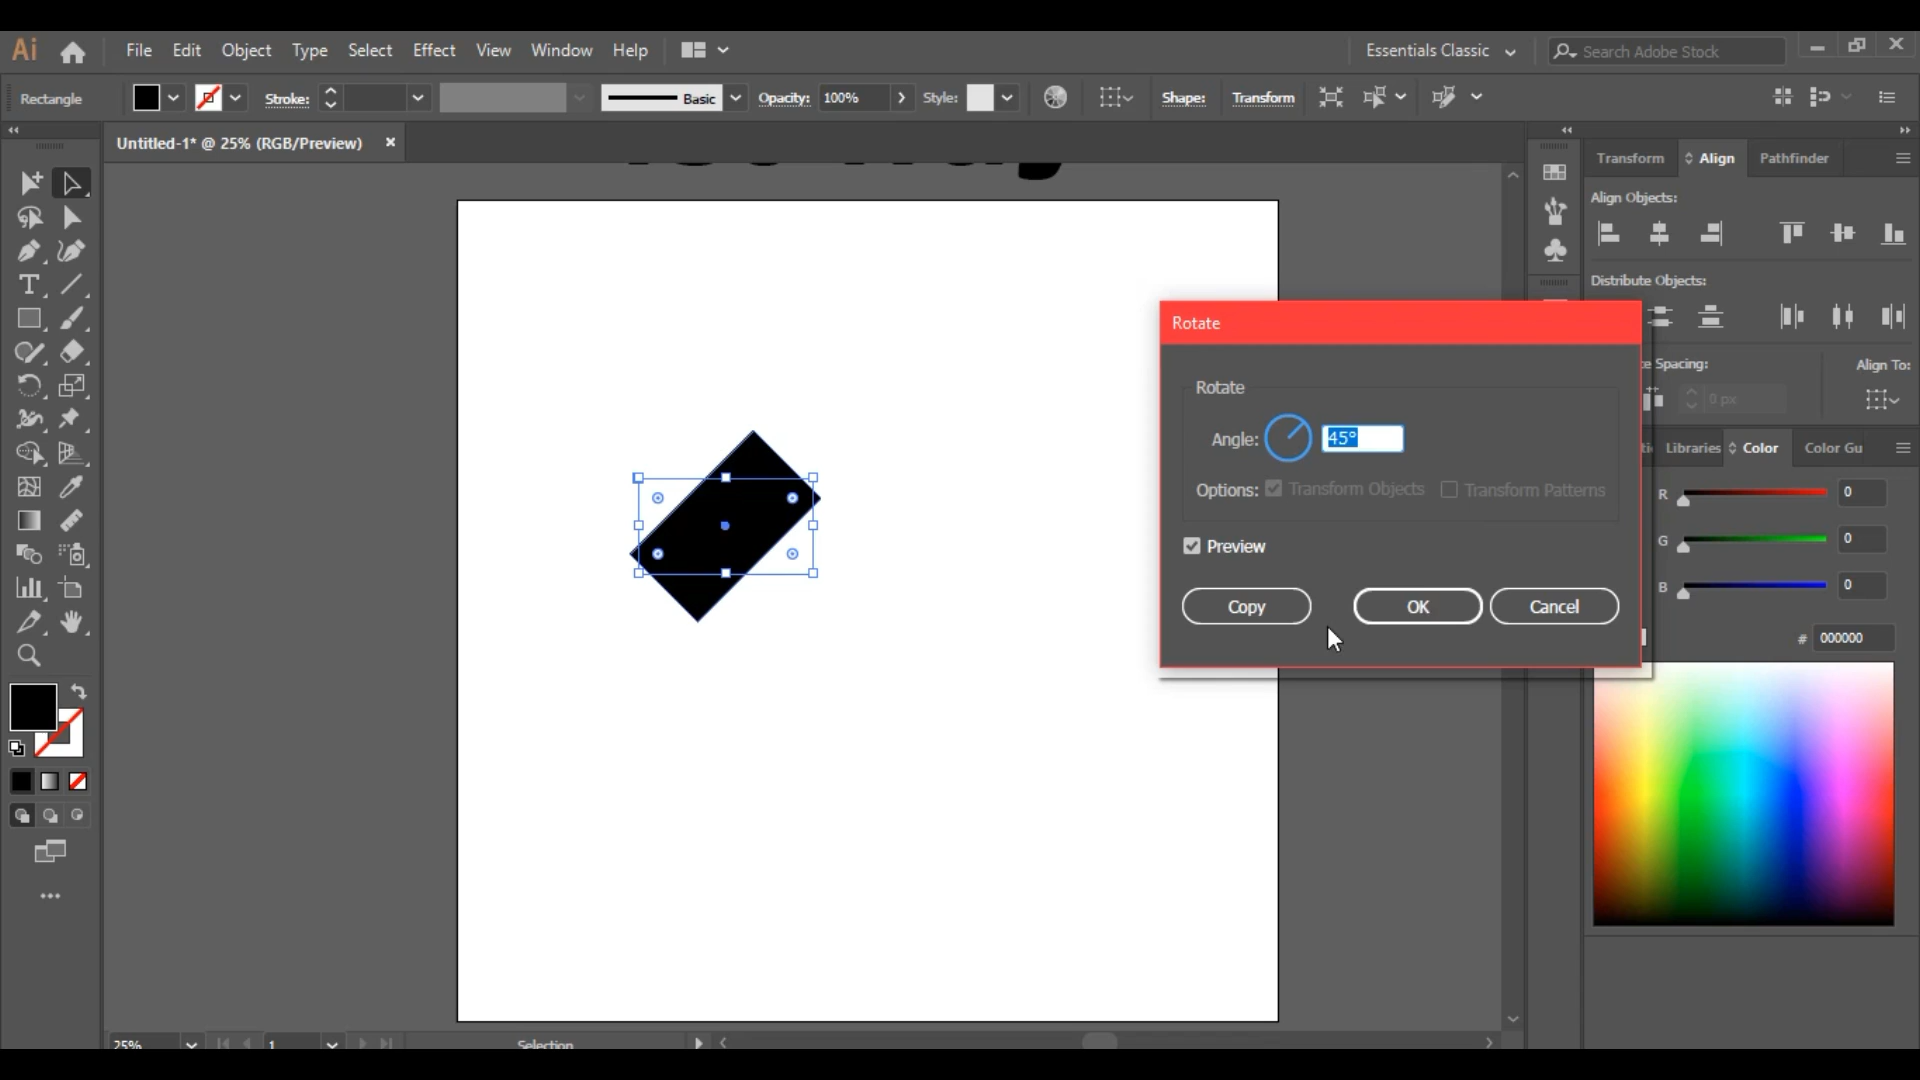 Ai File Edit Object Type Select Effect View Window Help Essentials Classic Search Adobe Stock
Rectangle Stroke: Basic Opacity: 100% Style: Shape: Transform
Untitled-1* @ 25% (RGB/Preview)
Transform Align Pathfinder
Align Objects:
Distribute Objects:
Spacing: Align To:
0 px
Rotate
Rotate
Angle: 45°
Options: Transform Objects Transform Patterns
Preview
Copy OK Cancel
Libraries Color Color Gu
R 0
G 0
B 0
# 000000
25% 1 Selection